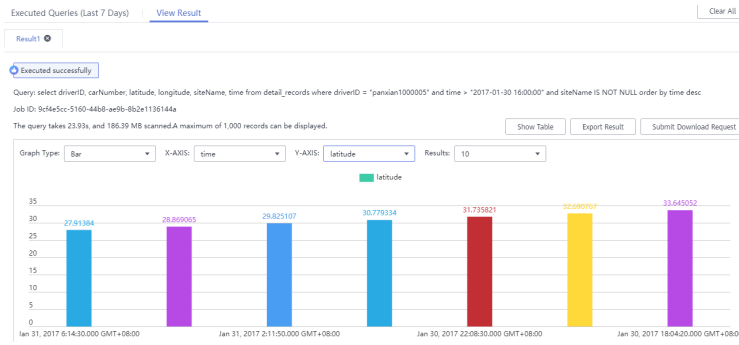 Executed Queries (Last 7 Days) View Result Clear All
Result1
Executed successfully
Query: select driverID, carNumber, latitude, longitude, siteName, time from detail_records where driverID = "panxian1000005" and time > "2017-01-30 16:00:00" and siteName IS NOT NULL order by time desc
Job ID: 9cf4e5cc-5160-44b8-ae9b-8b2e1136144a
The query takes 23.93s, and 186.39 MB scanned.A maximum of 1,000 records can be displayed. Show Table Export Result Submit Download Request
Graph Type: Bar X-AXIS: time Y-AXIS: latitude Results: 10
latitude
35
30
25
20
15
10
5
0
27.91384 28.869065 29.825107 30.779334 31.735821 32.690767 33.645052
Jan 31, 2017 6:14:30.000 GMT+08:00 Jan 31, 2017 2:11:50.000 GMT+08:00 Jan 30, 2017 22:08:30.000 GMT+08:00 Jan 30, 2017 18:04:20.000 GMT+08:0